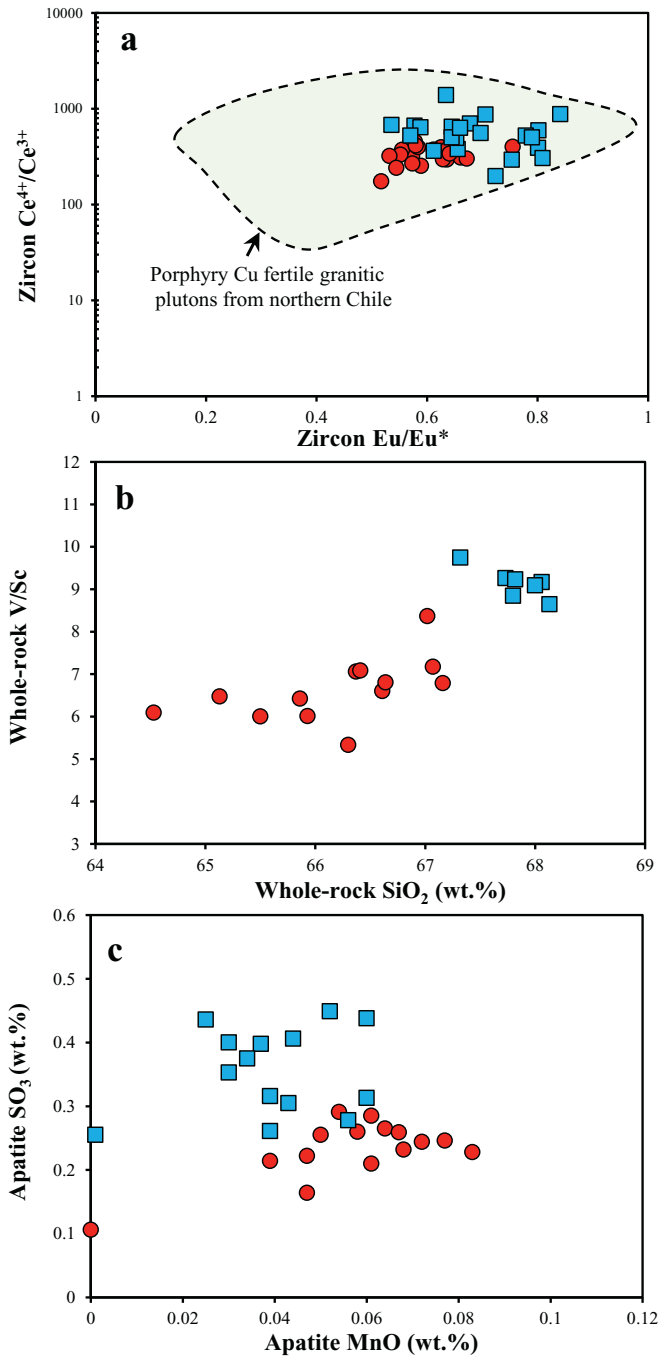 a
10000
1000
100
10
1
Zircon Ce4+/Ce3+
Porphyry Cu fertile granitic
plutons from northern Chile
0 0.2 0.4 0.6 0.8 1
Zircon Eu/Eu*
b
12
11
10
9
8
7
6
5
4
3
Whole-rock V/Sc
64 65 66 67 68 69
Whole-rock SiO2 (wt.%)
c
0.6
0.5
0.4
0.3
0.2
0.1
0
Apatite SO3 (wt.%)
0 0.02 0.04 0.06 0.08 0.1 0.12
Apatite MnO (wt.%)